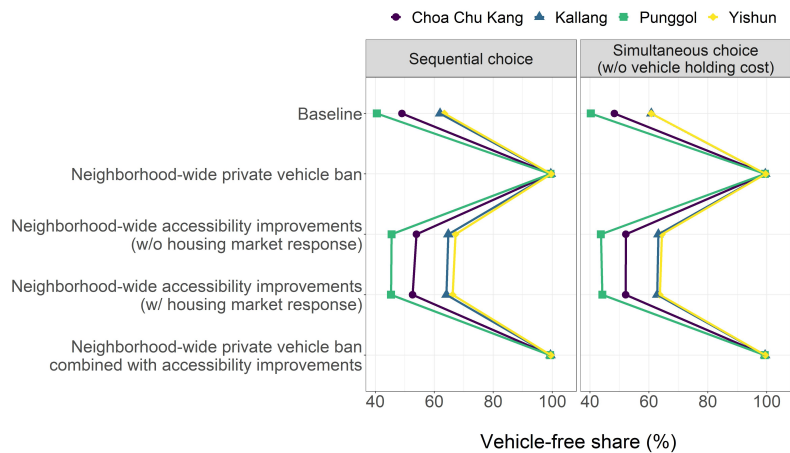 Choa Chu Kang Kallang Punggol Yishun
Sequential choice
Simultaneous choice
(w/o vehicle holding cost)
Baseline
Neighborhood-wide private vehicle ban
Neighborhood-wide accessibility improvements
(w/o housing market response)
Neighborhood-wide accessibility improvements
(w/ housing market response)
Neighborhood-wide private vehicle ban
combined with accessibility improvements
40 60 80 100 40 60 80 100
Vehicle-free share (%)